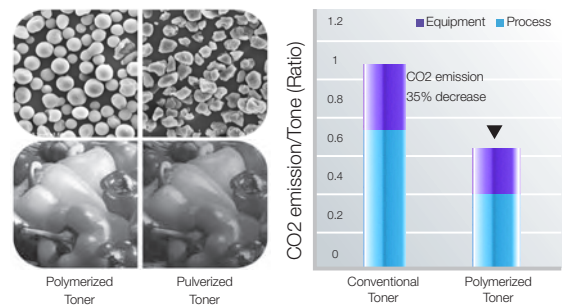 Polymerized
Toner
Pulverized
Toner
CO2 emission/Tone (Ratio)
1.2
1
0.8
0.6
0.4
0.2
0
Equipment
Process
CO2 emission
35% decrease
Conventional
Toner
Polymerized
Toner